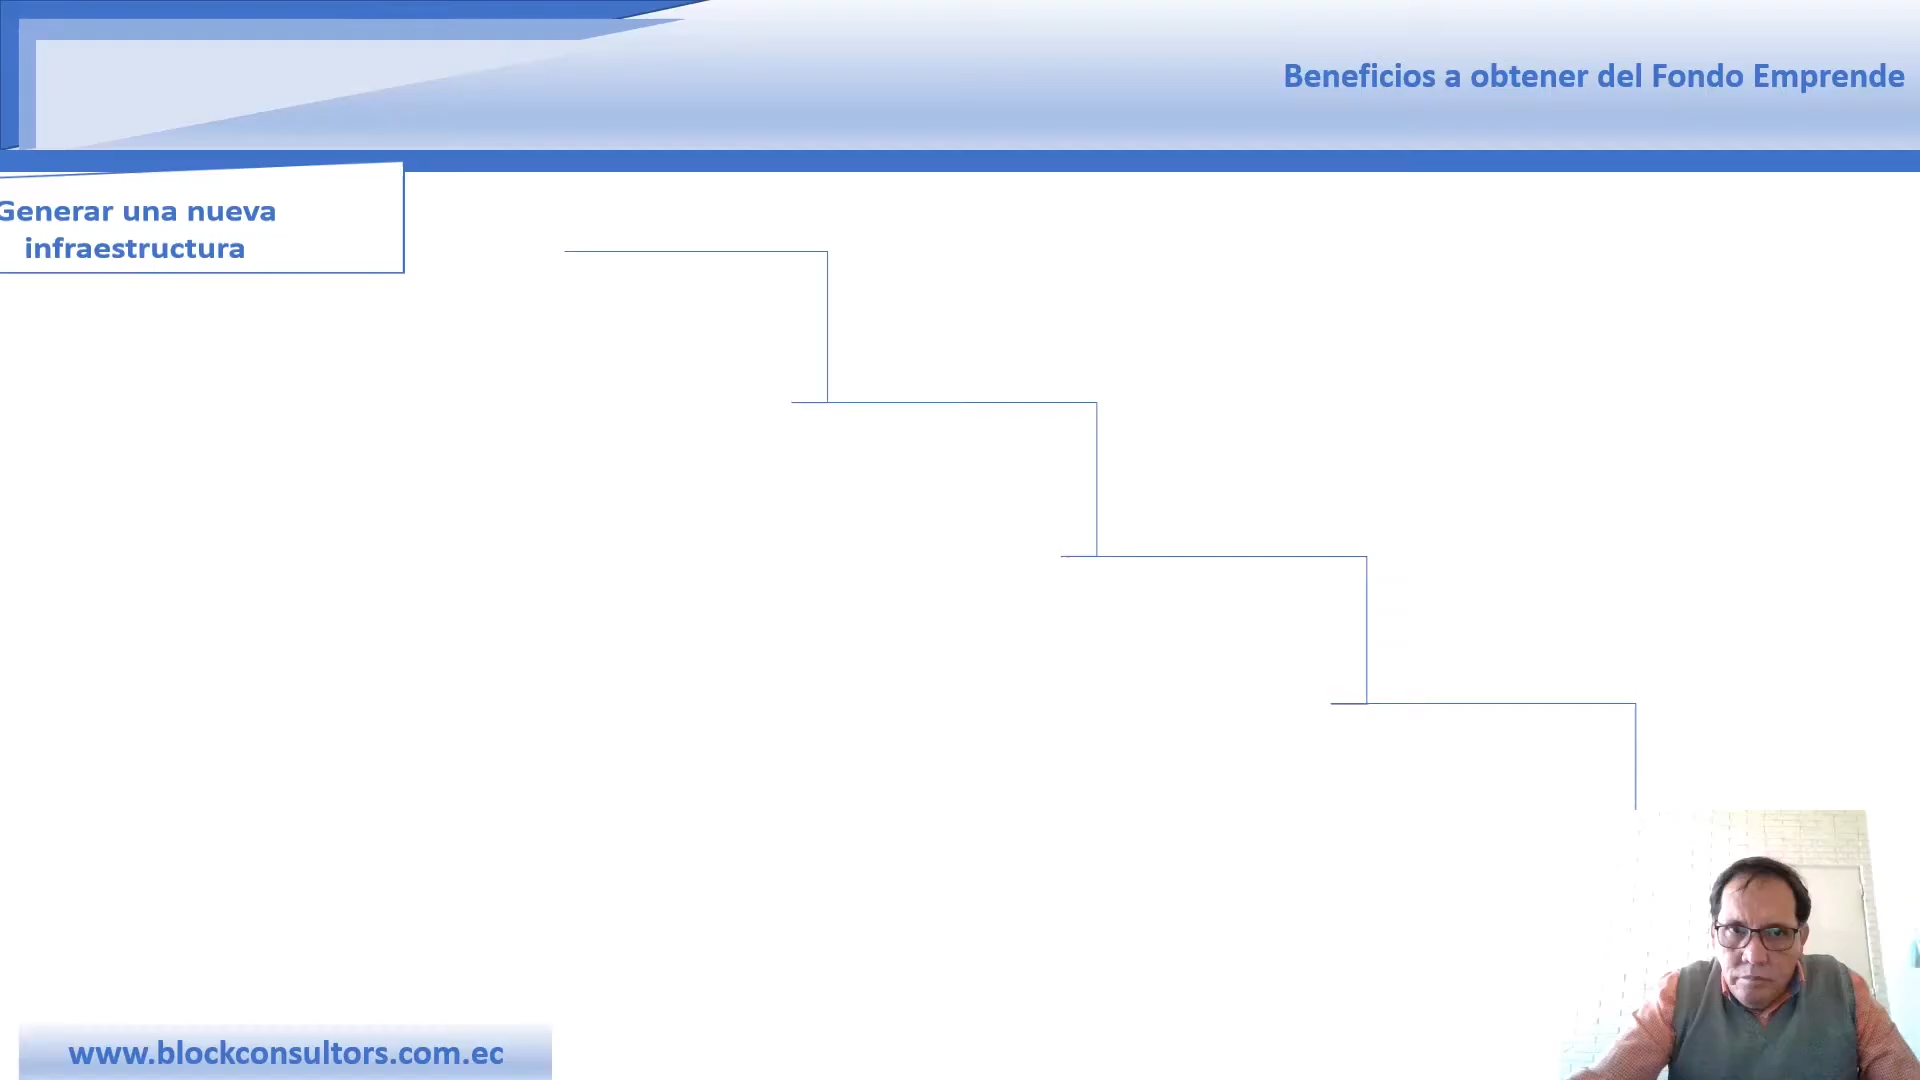 Beneficios a obtener del Fondo Emprende
Generar una nueva
infraestructura
www.blockconsultors.com.ec